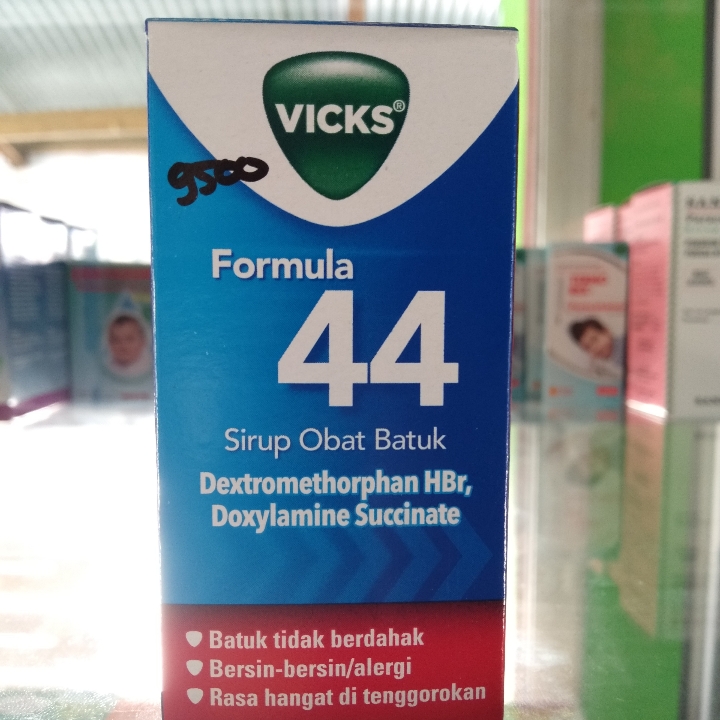 VICKS®
9500
Formula
44
Sirup Obat Batuk
Dextromethorphan HBr,
Doxylamine Succinate
Batuk tidak berdahak
Bersin-bersin/alergi
Rasa hangat di tenggorokan